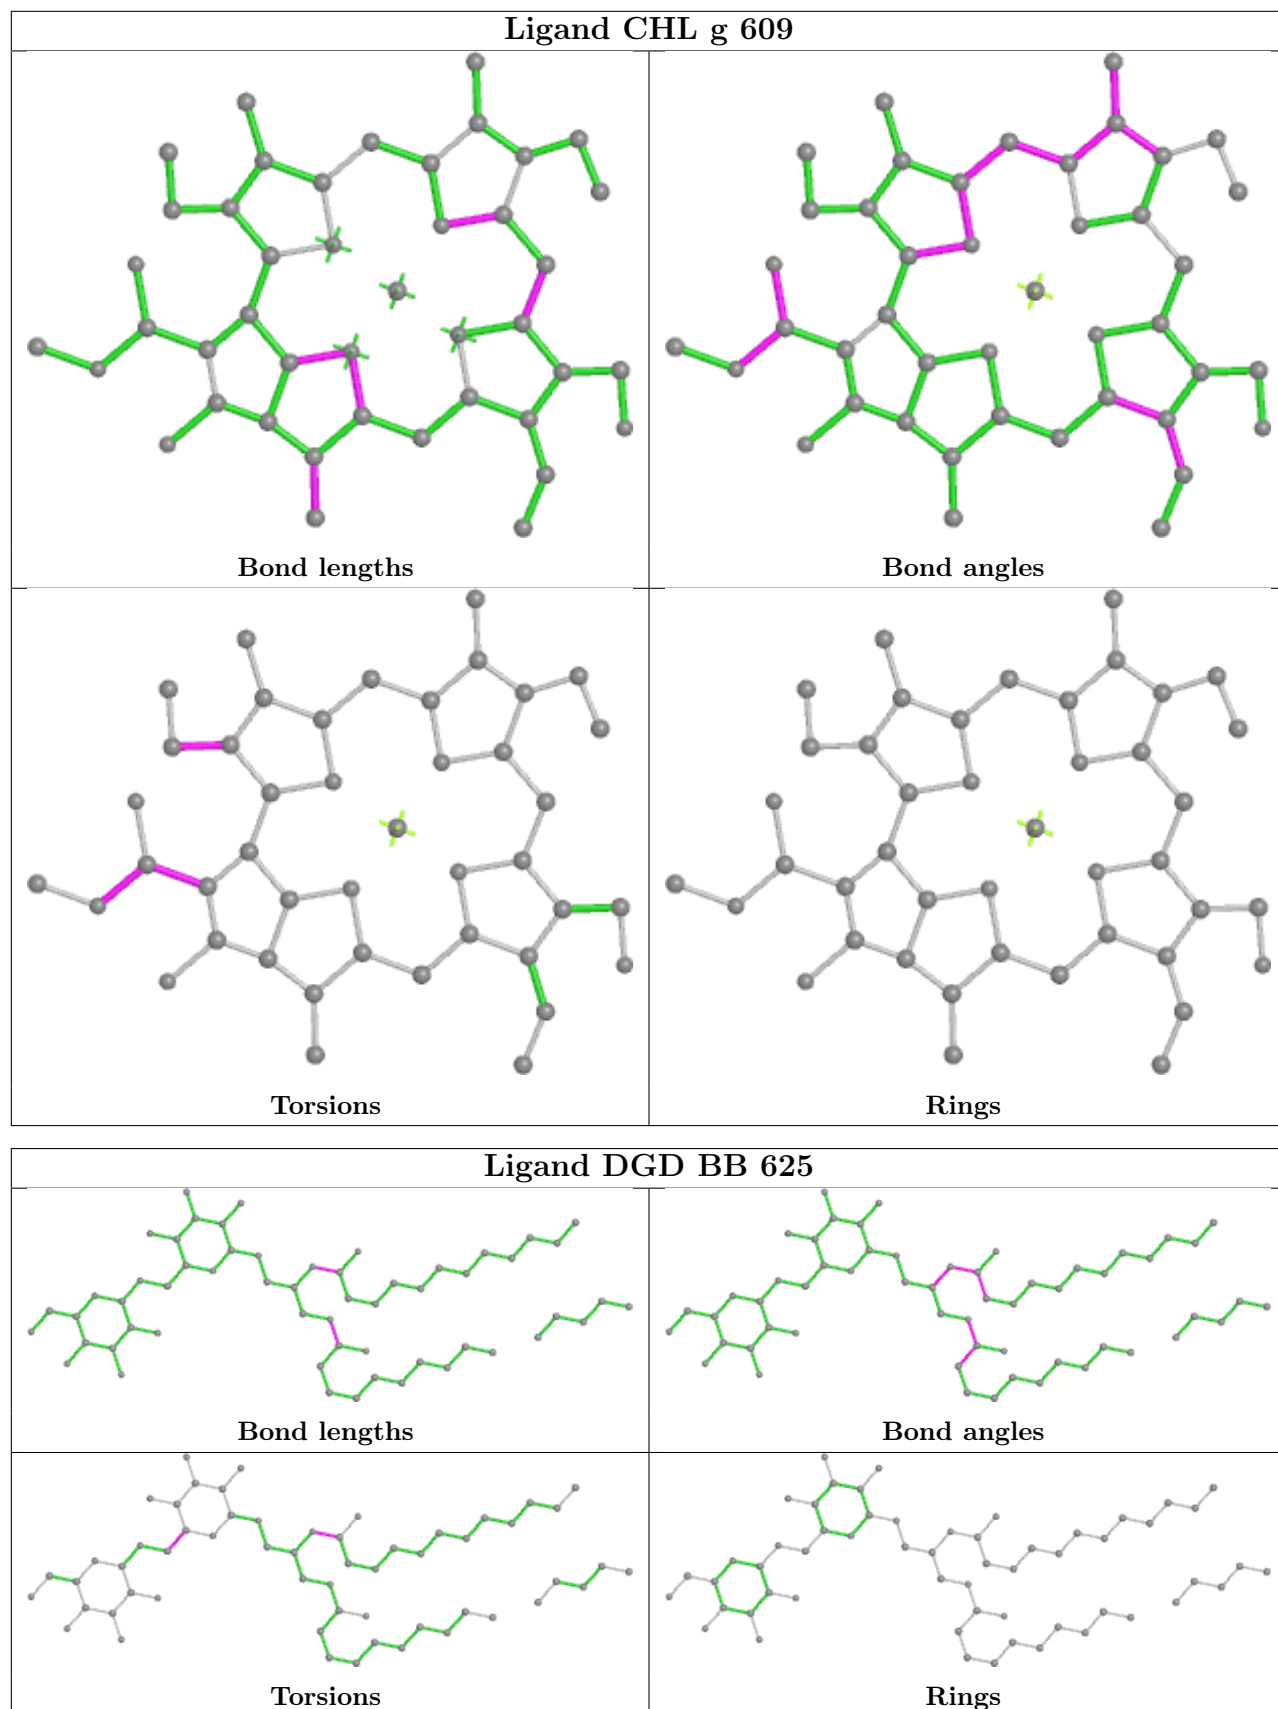 Ligand CHL g 609
Bond lengths
Bond angles
Torsions
Rings
Ligand DGD BB 625
Bond lengths
Bond angles
Torsions
Rings